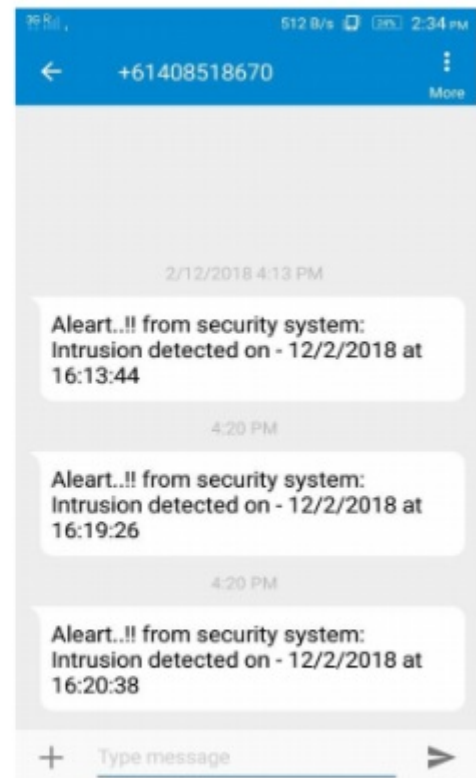 512 B/s 2:34 PM
+61408518670
More
2/12/2018 4:13 PM
Aleart..!! from security system:
Intrusion detected on - 12/2/2018 at
16:13:44
4:20 PM
Aleart..!! from security system:
Intrusion detected on - 12/2/2018 at
16:19:26
4:20 PM
Aleart..!! from security system:
Intrusion detected on - 12/2/2018 at
16:20:38
Type message